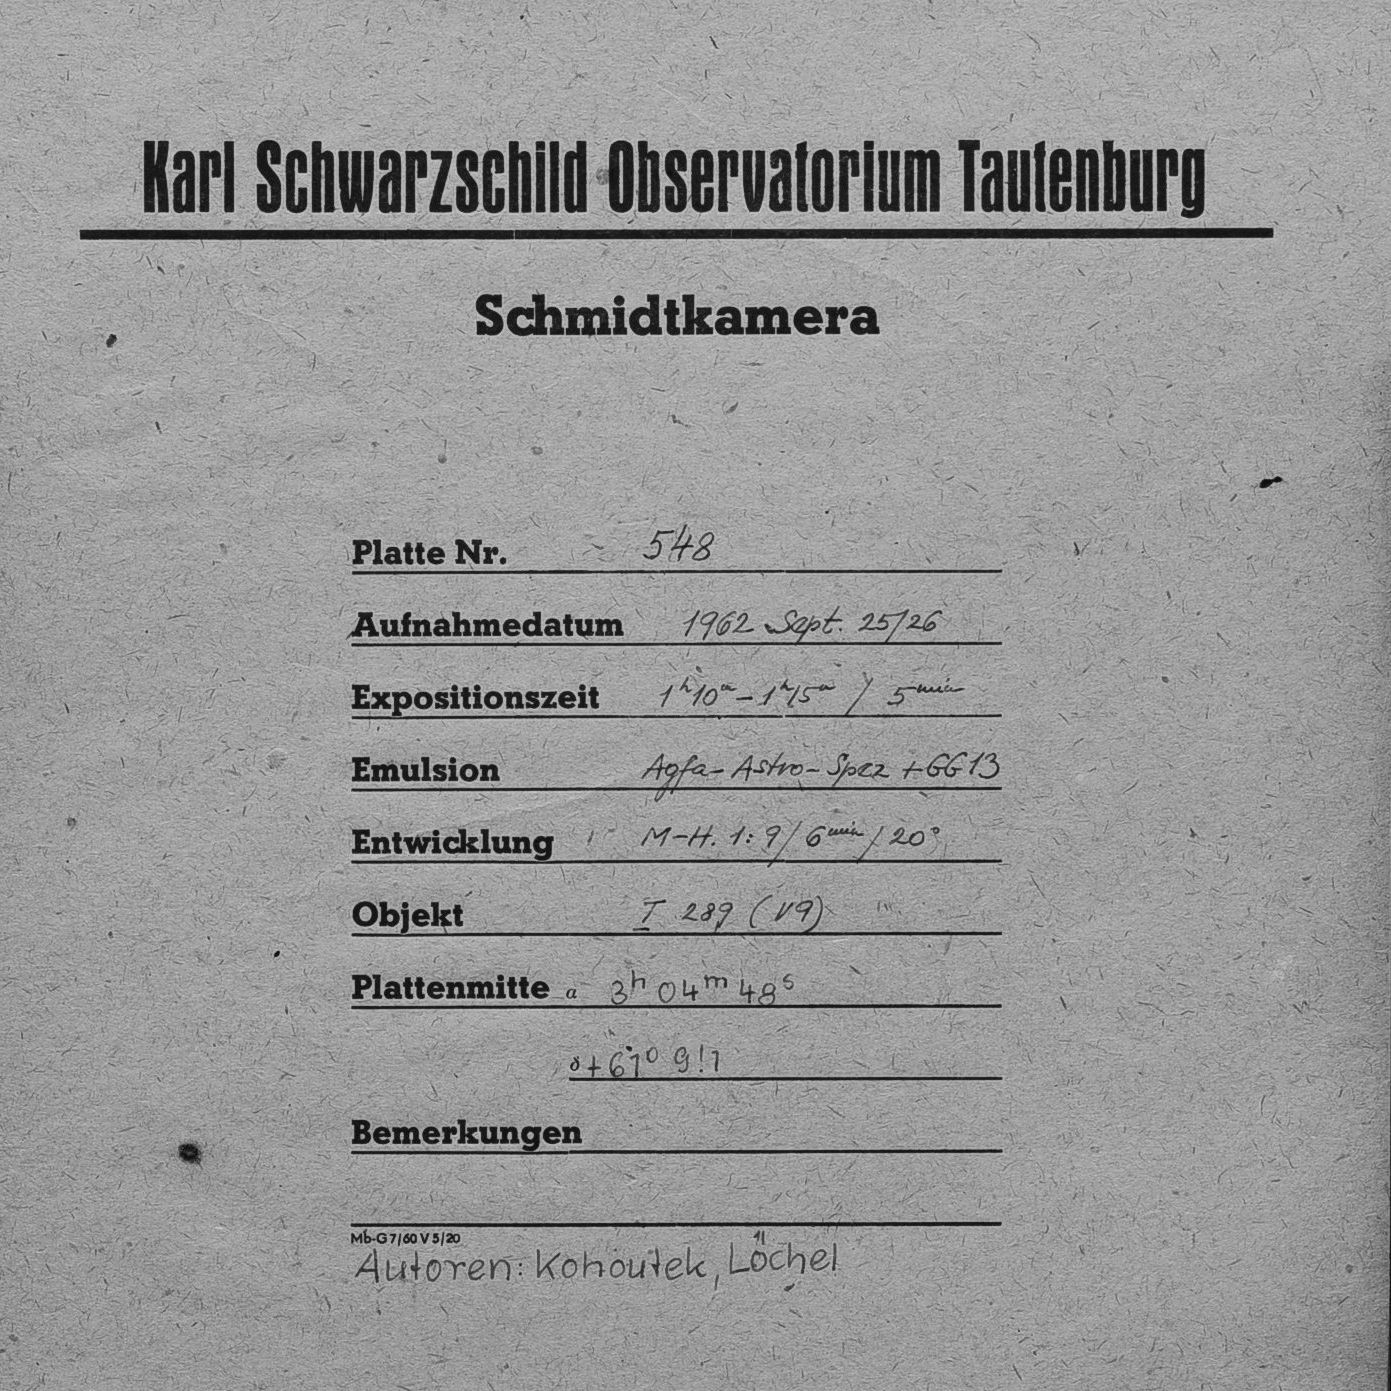 Karl Schwarzschild Observatorium Tautenburg
Schmidtkamera
Platte Nr. 548
Aufnahmedatum 1962 Sept. 25/26
Expositionszeit 1ʰ10ᵐ – 1ʰ15ᵐ / 5ᵐⁱⁿ
Emulsion Agfa-Astro-Spez + GG13
Entwicklung M-H. 1:9 / 6ᵐⁱⁿ / 20°
Objekt I 289 (V9)
Plattenmitte α 3ʰ 04ᵐ 48ˢ
δ +61° 9!1
Bemerkungen
Mb-G 7/60 V 5/20
Autoren: Kohoutek, Löchel